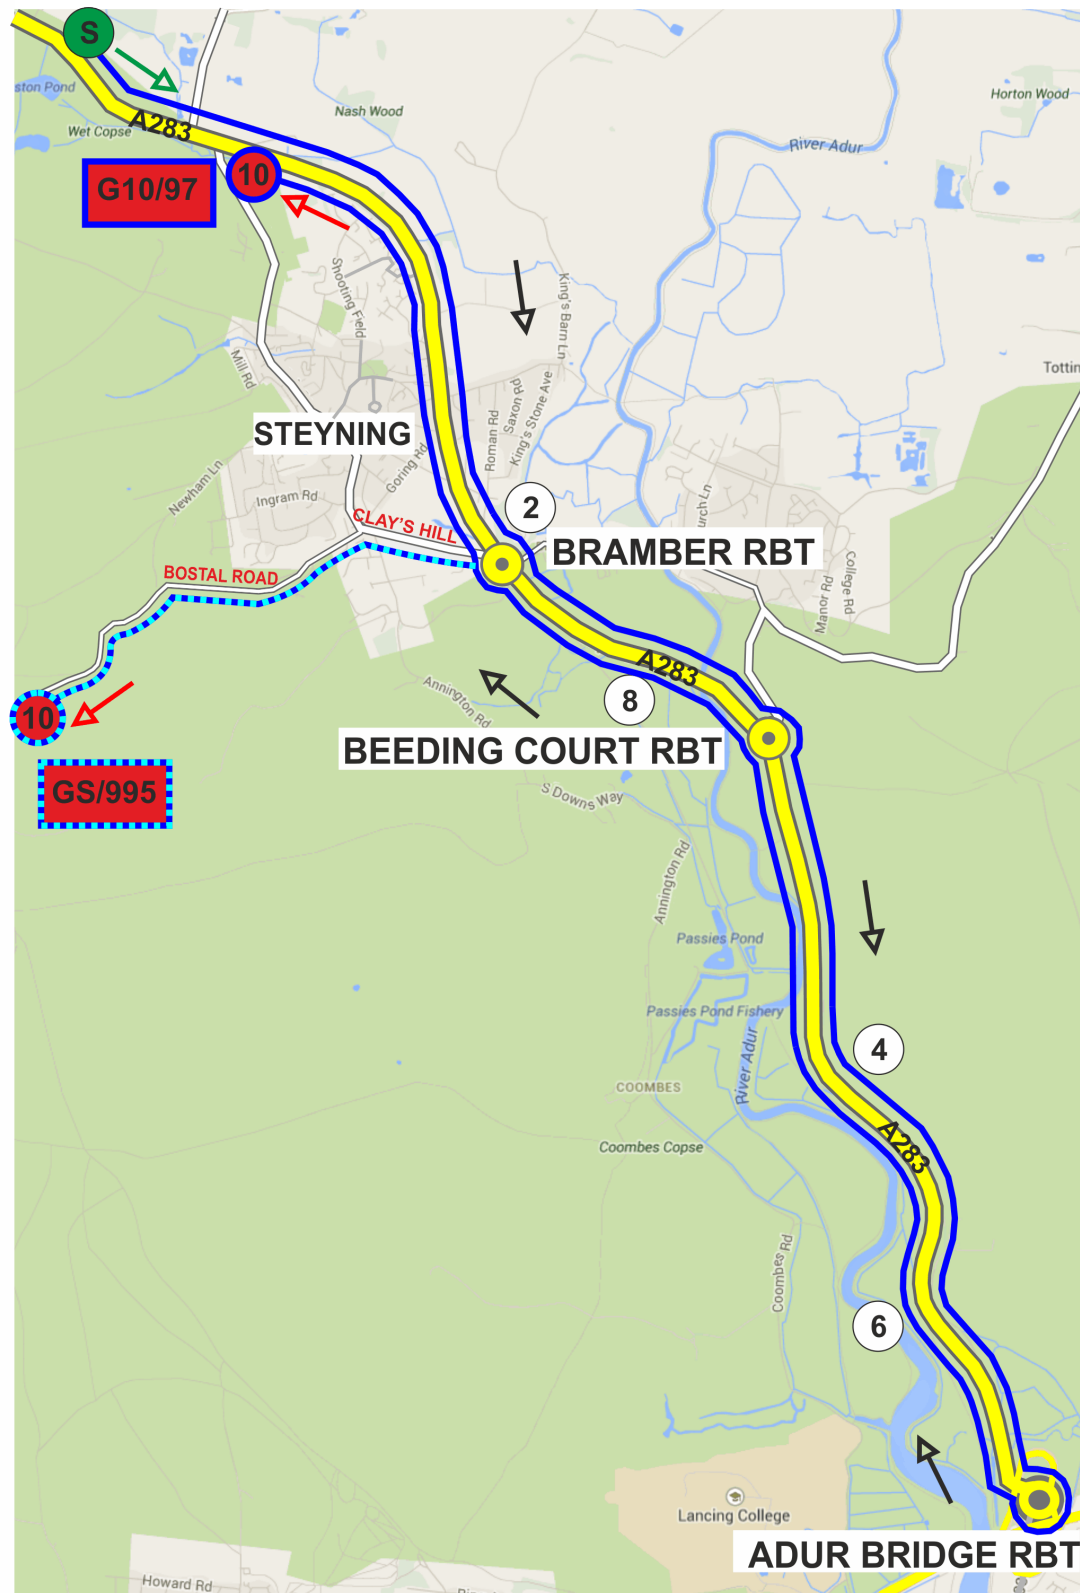 S
ston Pond
Nash Wood
Horton Wood
Wet Copse
A283
River Adur
G10/97
10
Shooting Field
King's Barn Ln
Mill Rd
Tottin
Saxon Rd
King's Stone Ave
Roman Rd
STEYNING
Goring Rd
Newham Ln
Ingram Rd
2
urch Ln
CLAY'S HILL
BRAMBER RBT
BOSTAL ROAD
College Rd
Manor Rd
A283
Annington Rd
8
10
BEEDING COURT RBT
GS/995
S Downs Way
Annington Rd
Passies Pond
Passies Pond Fishery
4
River Adur
COOMBES
A283
Coombes Copse
Coombes Rd
6
Lancing College
ADUR BRIDGE RBT
Howard Rd